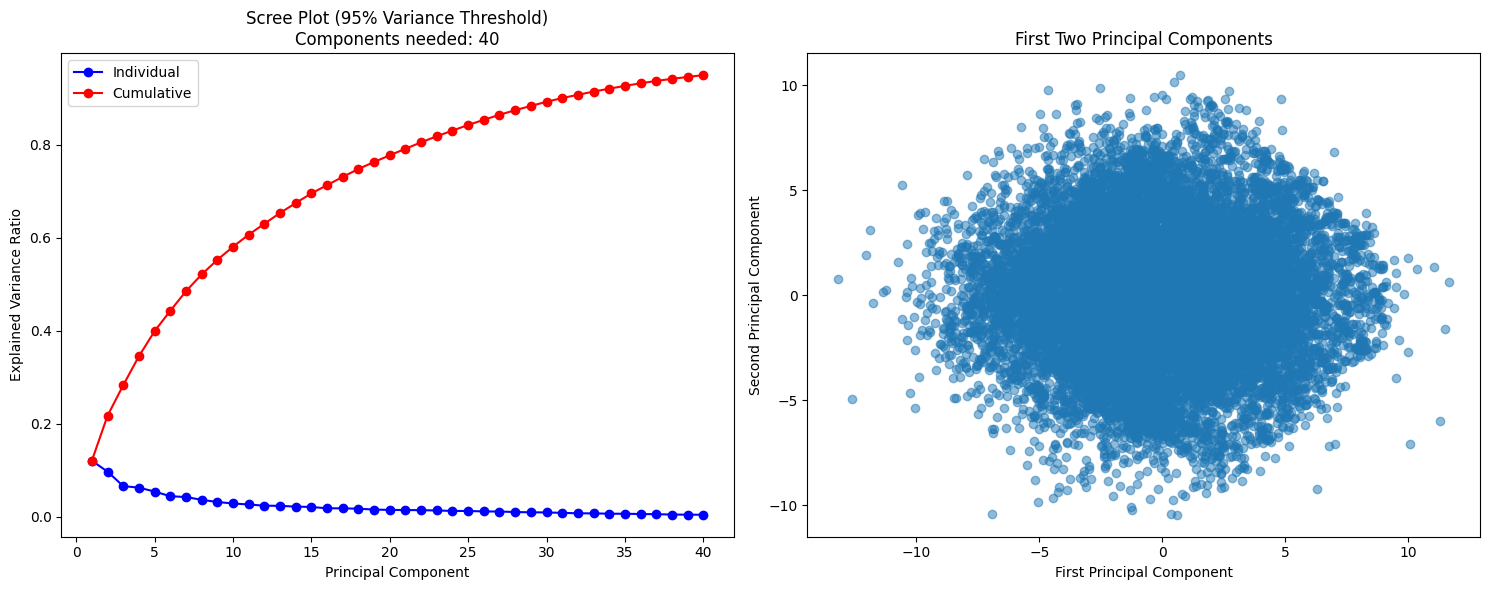 Scree Plot (95% Variance Threshold)
Components needed: 40
Individual
Cumulative
Explained Variance Ratio
0.8
0.6
0.4
0.2
0.0
0 5 10 15 20 25 30 35 40
Principal Component
First Two Principal Components
Second Principal Component
10
5
0
−5
−10
−10 −5 0 5 10
First Principal Component